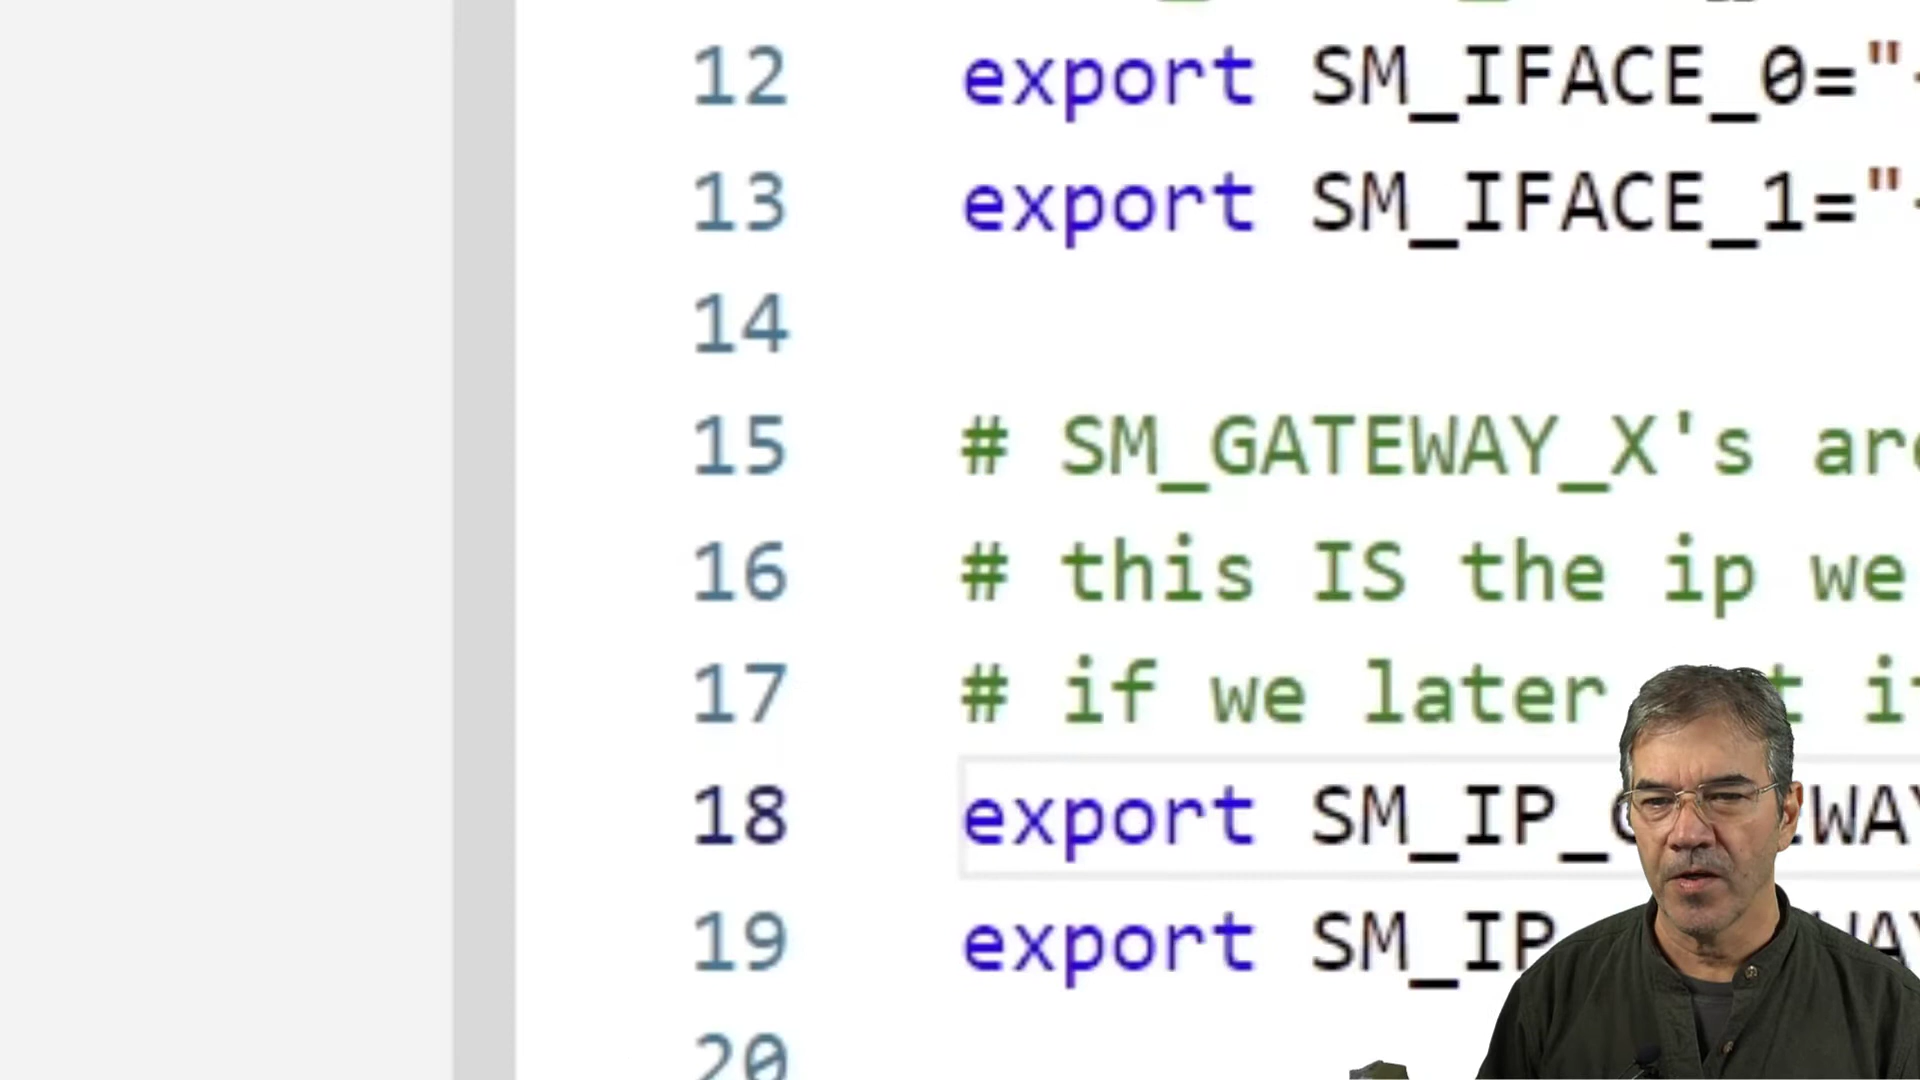 12 export SM_IFACE_0="
13 export SM_IFACE_1="
14
15 # SM_GATEWAY_X's are
16 # this IS the ip we
17 # if we later
18 export SM_IP_
19 export SM_IP
20